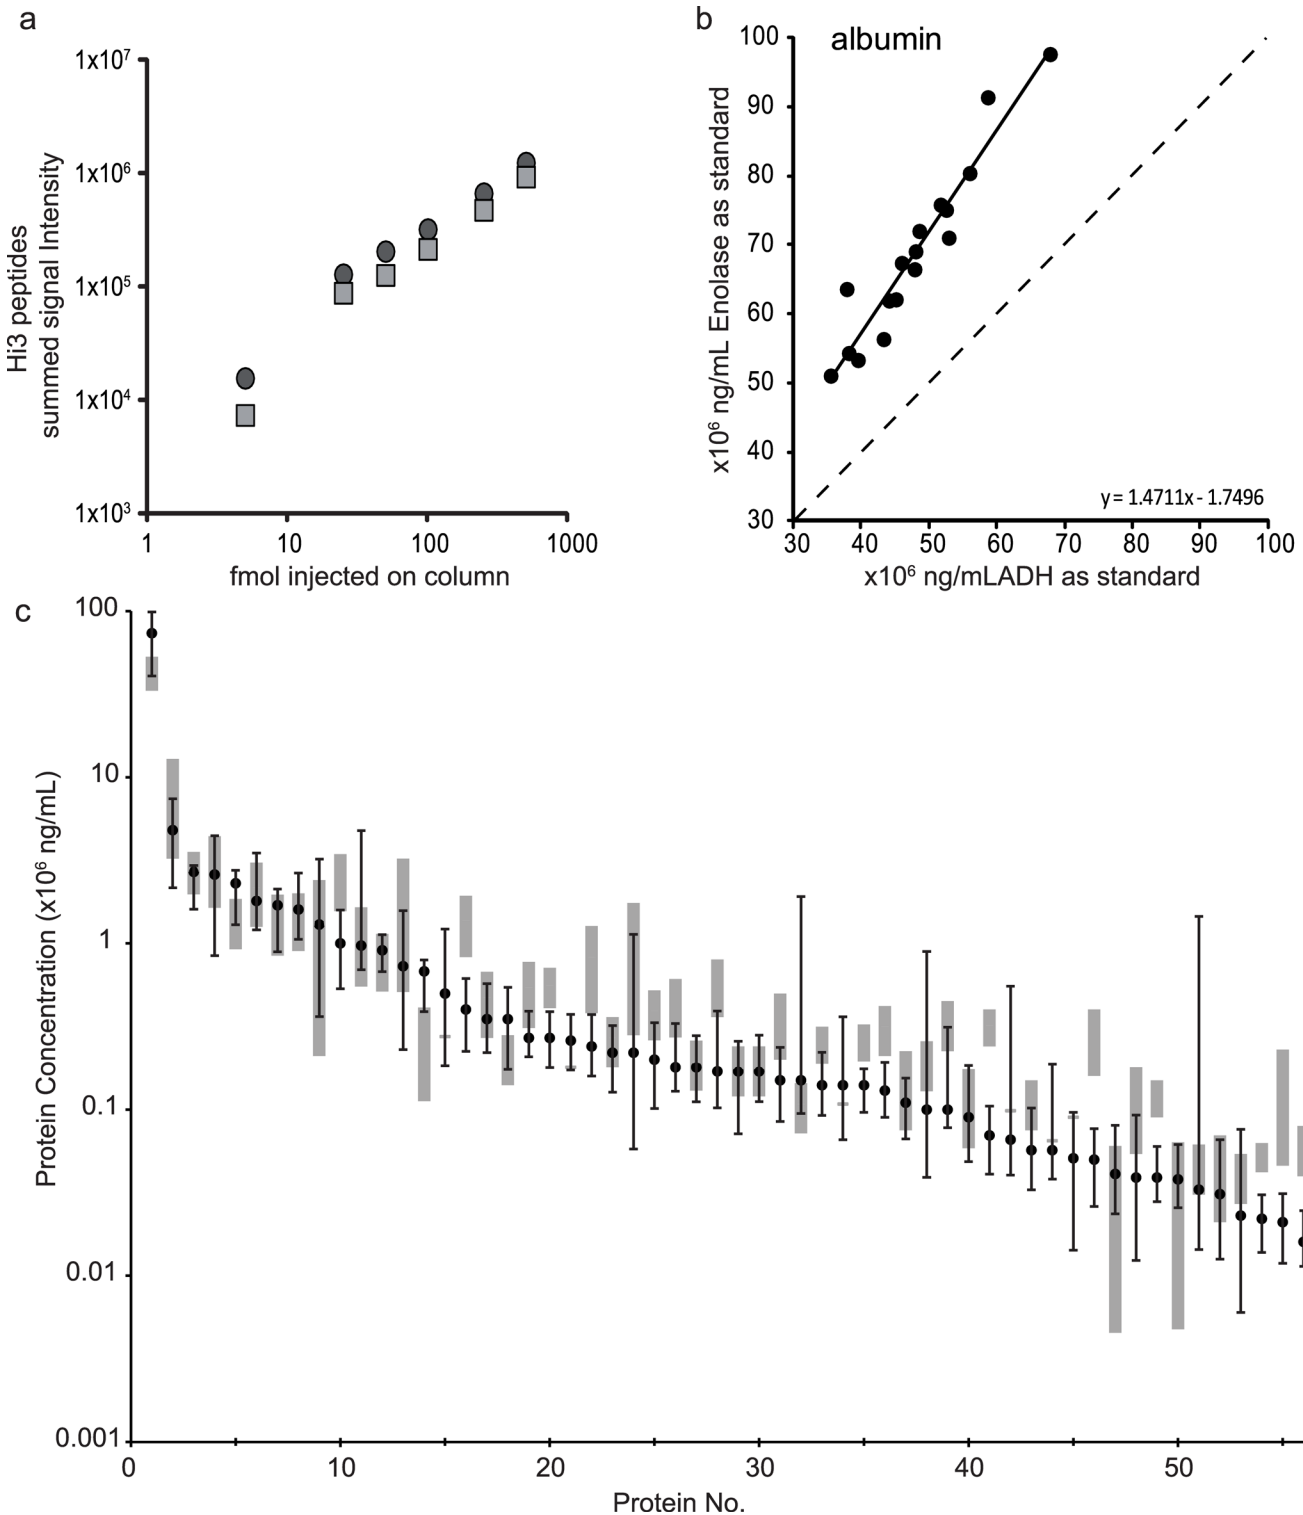 a
1x10⁷
1x10⁶
1x10⁵
1x10⁴
1x10³
1 10 100 1000
fmol injected on column
Hi3 peptides
summed signal Intensity
b
albumin
100
90
80
70
60
50
40
30
30 40 50 60 70 80 90 100
y = 1.4711x - 1.7496
x10⁶ ng/mLADH as standard
x10⁶ ng/mL Enolase as standard
c
100
10
1
0.1
0.01
0.001
0 10 20 30 40 50
Protein No.
Protein Concentration (x10⁶ ng/mL)